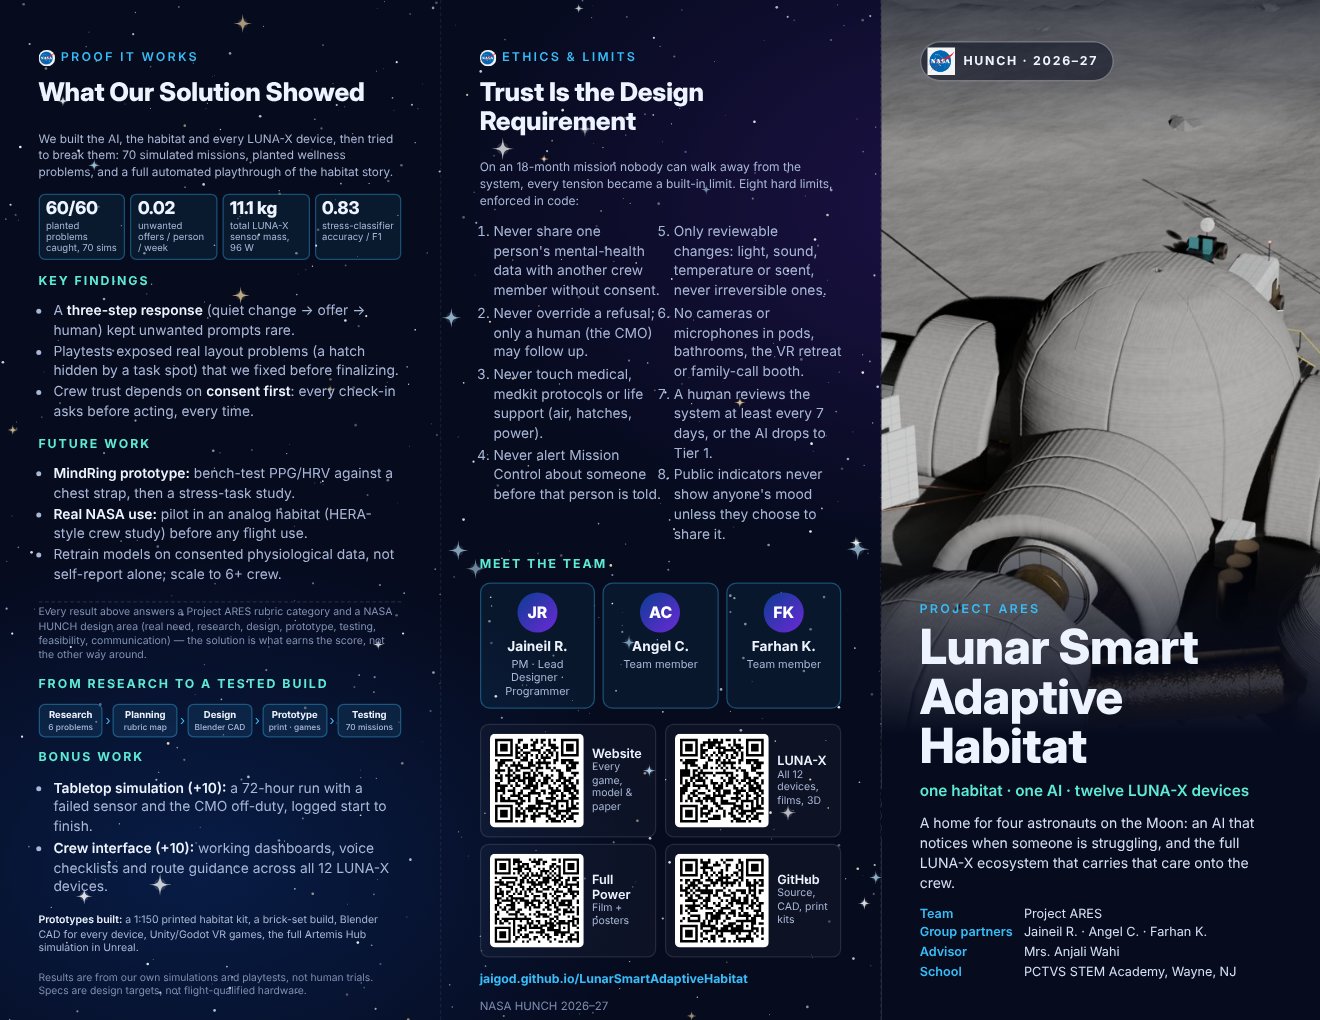 PROOF IT WORKS
What Our Solution Showed
We built the AI, the habitat and every LUNA-X device, then tried
to break them: 70 simulated missions, planted wellness
problems, and a full automated playthrough of the habitat story.
60/60
planted
problems
caught, 70 sims
0.02
unwanted
offers / person
/ week
11.1 kg
total LUNA-X
sensor mass,
96 W
0.83
stress-classifier
accuracy / F1
KEY FINDINGS
• A three-step response (quiet change → offer →
human) kept unwanted prompts rare.
• Playtests exposed real layout problems (a hatch
hidden by a task spot) that we fixed before finalizing.
• Crew trust depends on consent first: every check-in
asks before acting, every time.
FUTURE WORK
• MindRing prototype: bench-test PPG/HRV against a
chest strap, then a stress-task study.
• Real NASA use: pilot in an analog habitat (HERA-
style crew study) before any flight use.
• Retrain models on consented physiological data, not
self-report alone; scale to 6+ crew.
Every result above answers a Project ARES rubric category and a NASA
HUNCH design area (real need, research, design, prototype, testing,
feasibility, communication) — the solution is what earns the score, not
the other way around.
FROM RESEARCH TO A TESTED BUILD
Research
6 problems
›
Planning
rubric map
›
Design
Blender CAD
›
Prototype
print · games
›
Testing
70 missions
BONUS WORK
• Tabletop simulation (+10): a 72-hour run with a
failed sensor and the CMO off-duty, logged start to
finish.
• Crew interface (+10): working dashboards, voice
checklists and route guidance across all 12 LUNA-X
devices.
Prototypes built: a 1:150 printed habitat kit, a brick-set build, Blender
CAD for every device, Unity/Godot VR games, the full Artemis Hub
simulation in Unreal.
Results are from our own simulations and playtests, not human trials.
Specs are design targets, not flight-qualified hardware.
ETHICS & LIMITS
Trust Is the Design
Requirement
On an 18-month mission nobody can walk away from the
system, every tension became a built-in limit. Eight hard limits,
enforced in code:
1. Never share one
person's mental-health
data with another crew
member without consent.
2. Never override a refusal;
only a human (the CMO)
may follow up.
3. Never touch medical,
medkit protocols or life
support (air, hatches,
power).
4. Never alert Mission
Control about someone
before that person is told.
5. Only reviewable
changes: light, sound,
temperature or scent,
never irreversible ones.
6. No cameras or
microphones in pods,
bathrooms, the VR retreat
or family-call booth.
7. A human reviews the
system at least every 7
days, or the AI drops to
Tier 1.
8. Public indicators never
show anyone's mood
unless they choose to
share it.
MEET THE TEAM
JR
Jaineil R.
PM · Lead
Designer ·
Programmer
AC
Angel C.
Team member
FK
Farhan K.
Team member
Website
Every
game,
model &
paper
LUNA-X
All 12
devices,
films, 3D
Full
Power
Film +
posters
GitHub
Source,
CAD, print
kits
jaigod.github.io/LunarSmartAdaptiveHabitat
NASA HUNCH 2026–27
NASA
HUNCH · 2026–27
PROJECT ARES
Lunar Smart
Adaptive
Habitat
one habitat · one AI · twelve LUNA-X devices
A home for four astronauts on the Moon: an AI that
notices when someone is struggling, and the full
LUNA-X ecosystem that carries that care onto the
crew.
Team Project ARES
Group partners Jaineil R. · Angel C. · Farhan K.
Advisor Mrs. Anjali Wahi
School PCTVS STEM Academy, Wayne, NJ